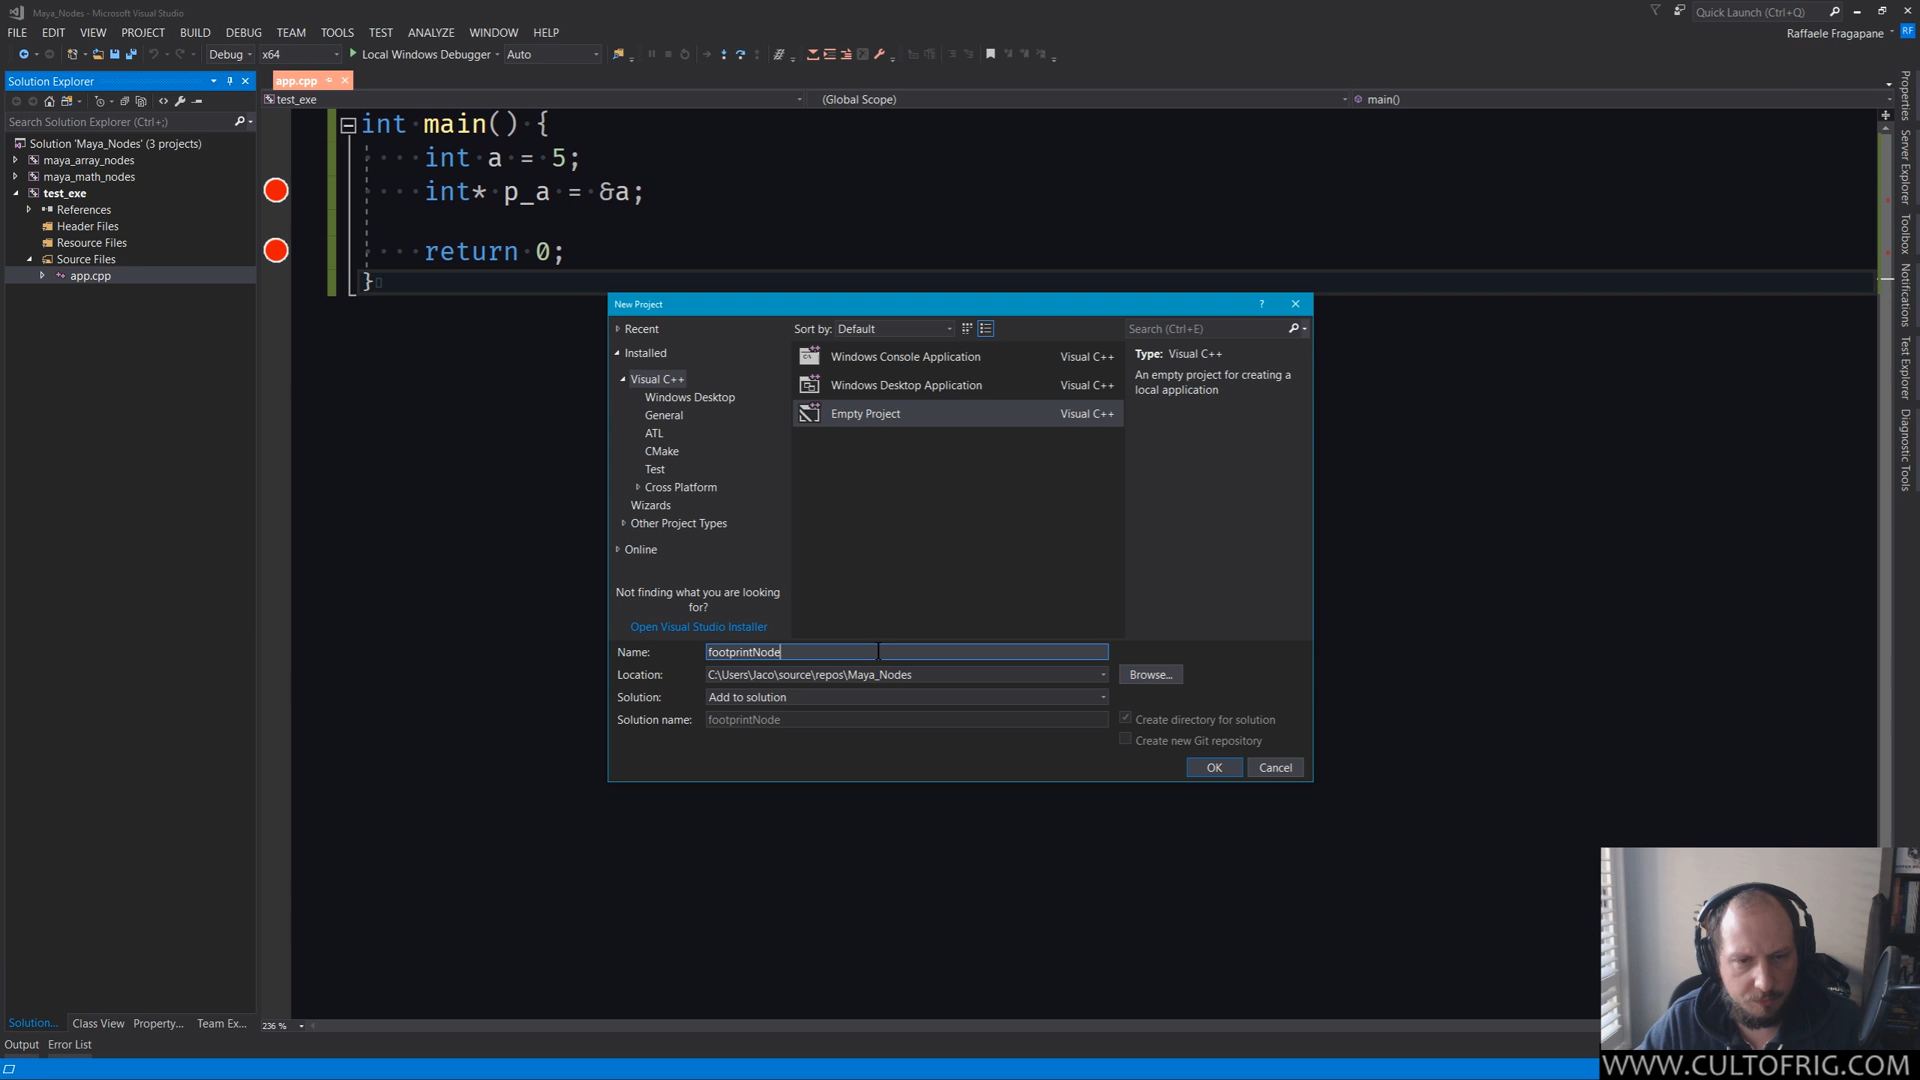 Maya_Nodes - Microsoft Visual Studio
Quick Launch (Ctrl+Q)
FILE EDIT VIEW PROJECT BUILD DEBUG TEAM TOOLS TEST ANALYZE WINDOW HELP
Raffaele Fragapane RF
Debug x64 Local Windows Debugger Auto
Solution Explorer
app.cpp
test_exe (Global Scope) main()
Search Solution Explorer (Ctrl+;)
Solution 'Maya_Nodes' (3 projects)
maya_array_nodes
maya_math_nodes
test_exe
References
Header Files
Resource Files
Source Files
app.cpp
int main() {
int a = 5;
int* p_a = &a;
return 0;
}
New Project
Recent
Installed
Visual C++
Windows Desktop
General
ATL
CMake
Test
Cross Platform
Wizards
Other Project Types
Online
Not finding what you are looking
for?
Open Visual Studio Installer
Sort by: Default
Search (Ctrl+E)
Windows Console Application Visual C++
Windows Desktop Application Visual C++
Empty Project Visual C++
Type: Visual C++
An empty project for creating a
local application
Name: footprintNode
Location: C:\Users\Jaco\source\repos\Maya_Nodes
Browse...
Solution: Add to solution
Solution name: footprintNode
Create directory for solution
Create new Git repository
OK Cancel
Properties
Server Explorer
Toolbox
Notifications
Test Explorer
Diagnostic Tools
Solution... Class View Property... Team Ex...
236 %
Output Error List
WWW.CULTOFRIG.COM